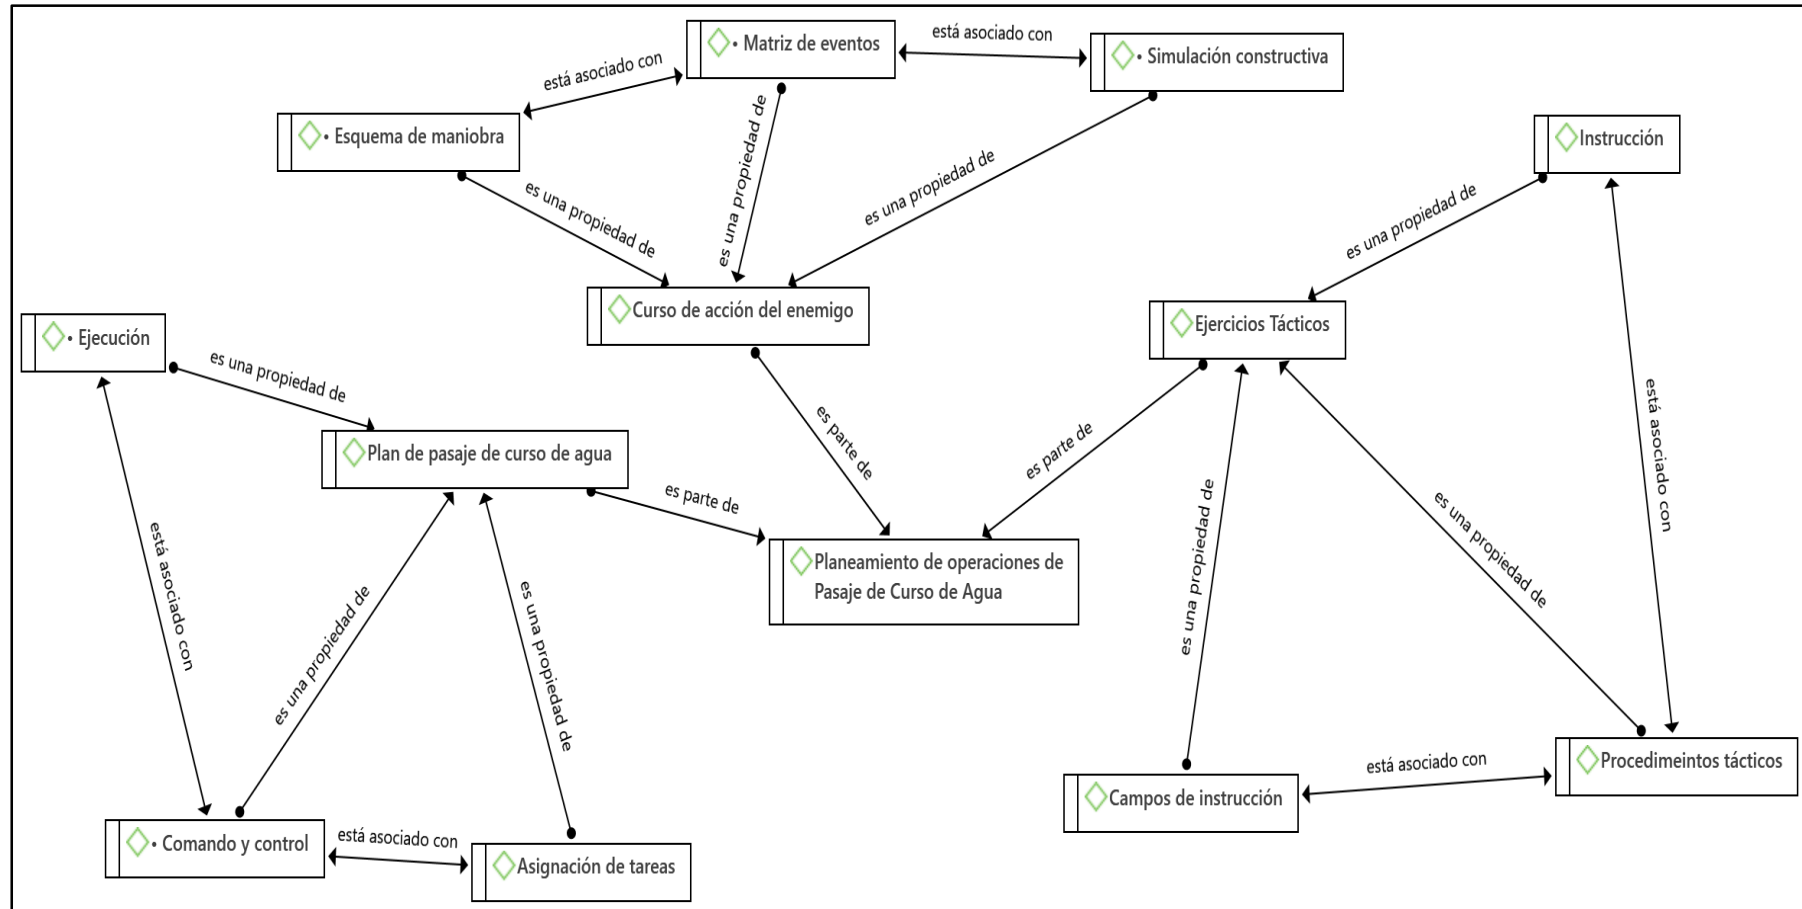 • Matriz de eventos
está asociado con
• Simulación constructiva
está asociado con
• Esquema de maniobra
Instrucción
es una propiedad de
es una propiedad de
es una propiedad de
es una propiedad de
Curso de acción del enemigo
Ejercicios Tácticos
• Ejecución
es una propiedad de
Plan de pasaje de curso de agua
es parte de
es parte de
es parte de
está asociado con
está asociado con
Planeamiento de operaciones de
Pasaje de Curso de Agua
es una propiedad de
es una propiedad de
es una propiedad de
es una propiedad de
Procedimeintos tácticos
está asociado con
Campos de instrucción
• Comando y control
está asociado con
Asignación de tareas